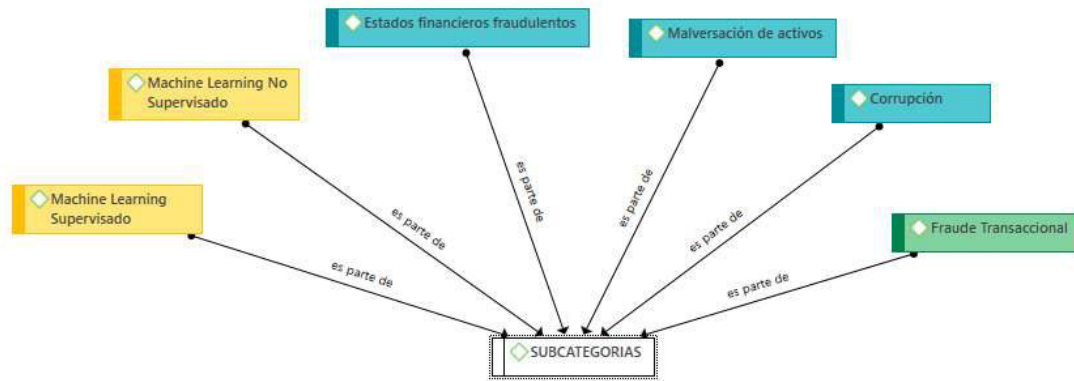 Estados financieros fraudulentos
Malversación de activos
Machine Learning No
Supervisado
Corrupción
Machine Learning
Supervisado
Fraude Transaccional
es parte de
es parte de
es parte de
es parte de
es parte de
es parte de
SUBCATEGORIAS